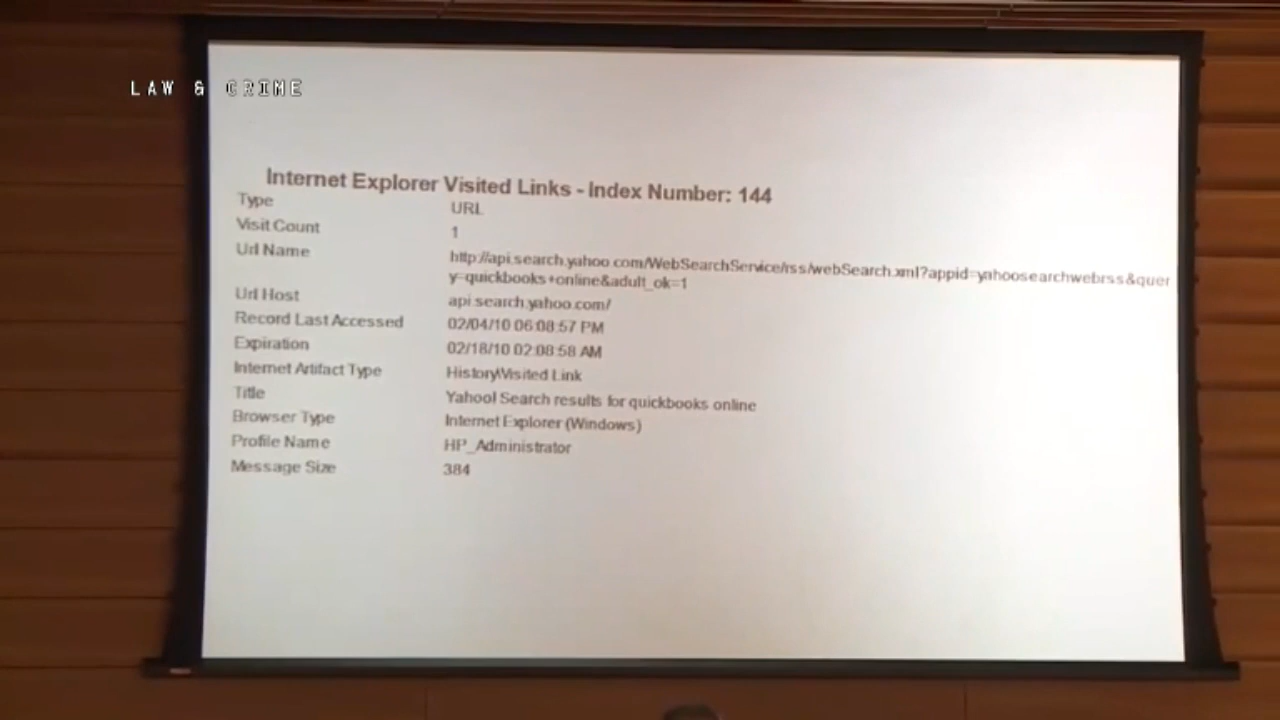 LAW & CRIME
Internet Explorer Visited Links - Index Number: 144
Type URL
Visit Count 1
Url Name http://api.search.yahoo.com/WebSearchService/rss/webSearch.xml?appid=yahoosearchwebrss&quer
y=quickbooks+online&adult_ok=1
Url Host api.search.yahoo.com/
Record Last Accessed 02/04/10 06:08:57 PM
Expiration 02/18/10 02:08:58 AM
Internet Artifact Type History\Visited Link
Title Yahoo! Search results for quickbooks online
Browser Type Internet Explorer (Windows)
Profile Name HP_Administrator
Message Size 384